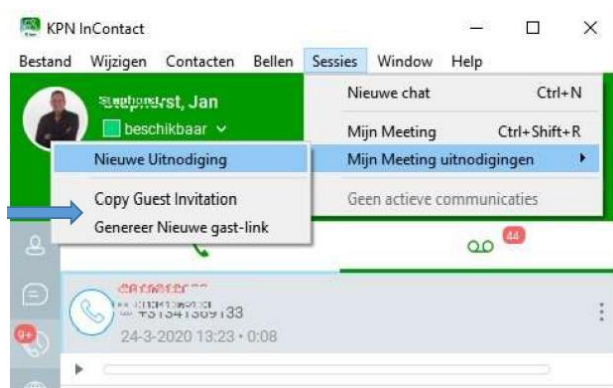 KPN InContact
Bestand Wijzigen Contacten Bellen Sessies Window Help
rst, Jan
beschikbaar
Nieuwe chat Ctrl+N
Mijn Meeting Ctrl+Shift+R
Mijn Meeting uitnodigingen
Geen actieve communicaties
Nieuwe Uitnodiging
Copy Guest Invitation
Genereer Nieuwe gast-link
44
9+
24-3-2020 13:23 • 0:08